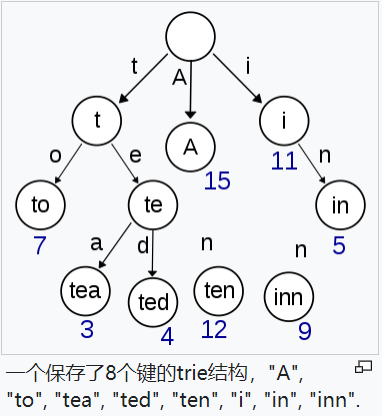 t
A
i
t
A
i
15
11
o
e
n
to
te
in
7
5
a
d
n
n
tea
ted
ten
inn
3
4
12
9
一个保存了8个键的trie结构，"A",
"to", "tea", "ted", "ten", "i", "in", "inn".